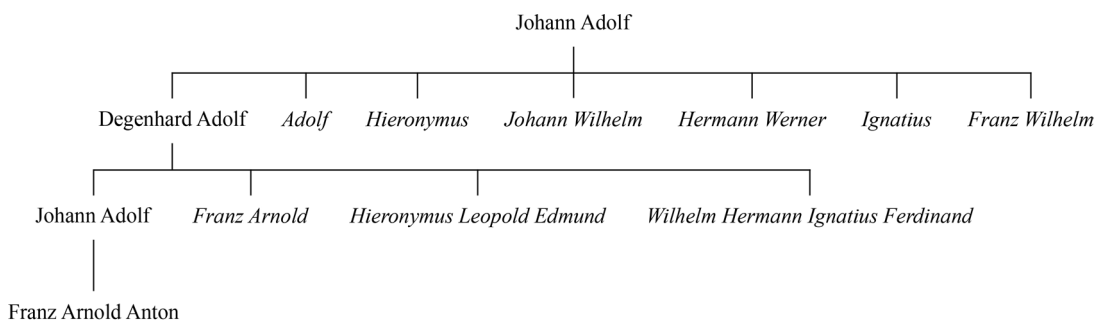 Johann Adolf
Degenhard Adolf Adolf Hieronymus Johann Wilhelm Hermann Werner Ignatius Franz Wilhelm
Johann Adolf Franz Arnold Hieronymus Leopold Edmund Wilhelm Hermann Ignatius Ferdinand
Franz Arnold Anton